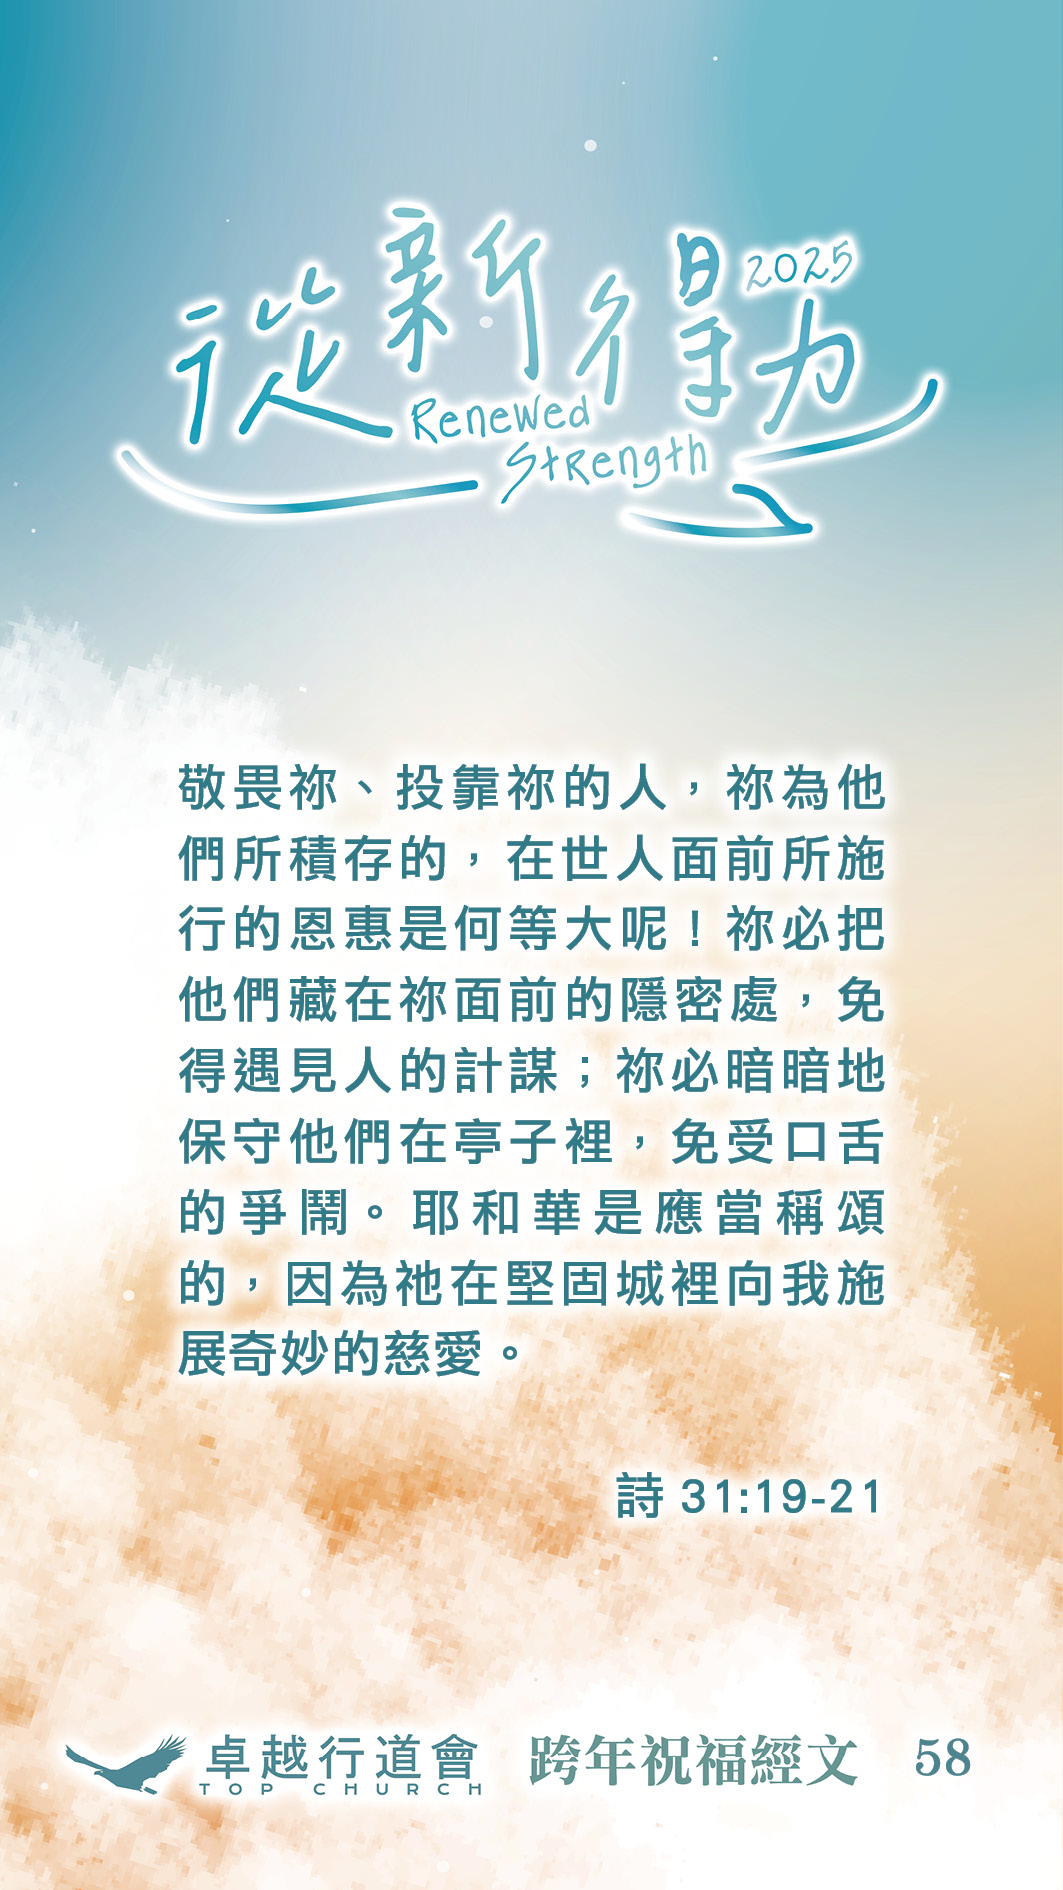 從新得力 2025
Renewed
Strength
敬畏祢、投靠祢的人，祢為他
們所積存的，在世人面前所施
行的恩惠是何等大呢！祢必把
他們藏在祢面前的隱密處，免
得遇見人的計謀；祢必暗暗地
保守他們在亭子裡，免受口舌
的爭鬧。耶和華是應當稱頌
的，因為祂在堅固城裡向我施
展奇妙的慈愛。
詩 31:19-21
卓越行道會 跨年祝福經文 58
TOP CHURCH